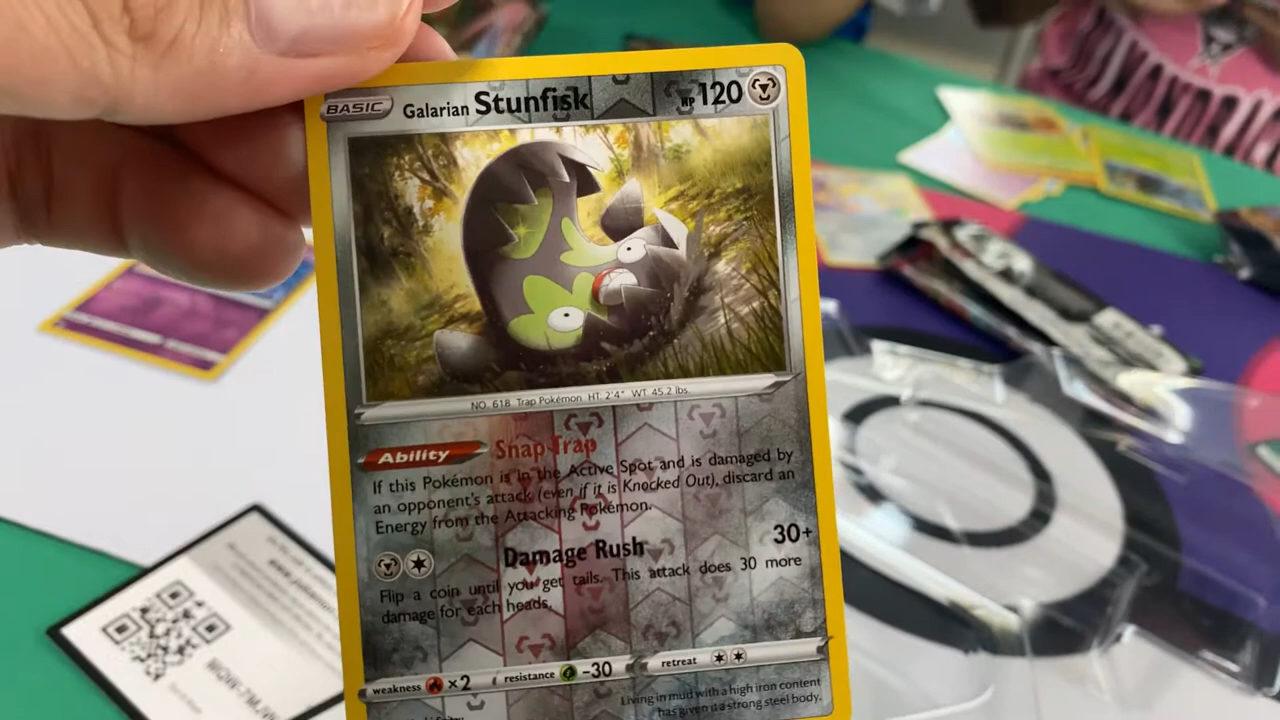 BASIC Galarian Stunfisk HP 120
NO. 618 Trap Pokémon HT 2'4" WT 45.2 lbs.
Ability Snap Trap
If this Pokémon is in the Active Spot and is damaged by
an opponent's attack (even if it is Knocked Out), discard an
Energy from the Attacking Pokémon.
Damage Rush 30+
Flip a coin until you get tails. This attack does 30 more
damage for each heads.
weakness ×2 resistance -30 retreat
Living in mud with a high iron content
has given it a strong steel body.